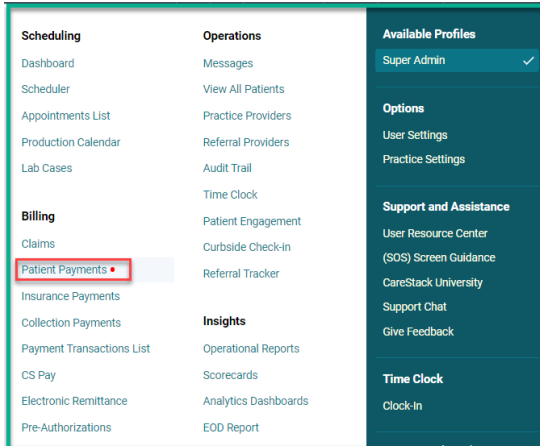 Scheduling
Dashboard
Scheduler
Appointments List
Production Calendar
Lab Cases
Billing
Claims
Patient Payments
Insurance Payments
Collection Payments
Payment Transactions List
CS Pay
Electronic Remittance
Pre-Authorizations
Operations
Messages
View All Patients
Practice Providers
Referral Providers
Audit Trail
Time Clock
Patient Engagement
Curbside Check-in
Referral Tracker
Insights
Operational Reports
Scorecards
Analytics Dashboards
EOD Report
Available Profiles
Super Admin
Options
User Settings
Practice Settings
Support and Assistance
User Resource Center
(SOS) Screen Guidance
CareStack University
Support Chat
Give Feedback
Time Clock
Clock-In